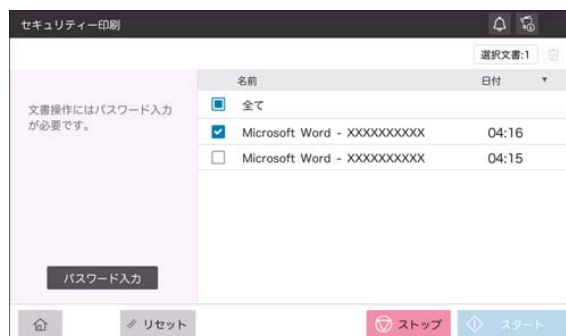 セキュリティー印刷
選択文書:1
名前 日付 ▼
文書操作にはパスワード入力
が必要です。
全て
Microsoft Word - XXXXXXXXXX 04:16
Microsoft Word - XXXXXXXXXX 04:15
パスワード入力
リセット ストップ スタート